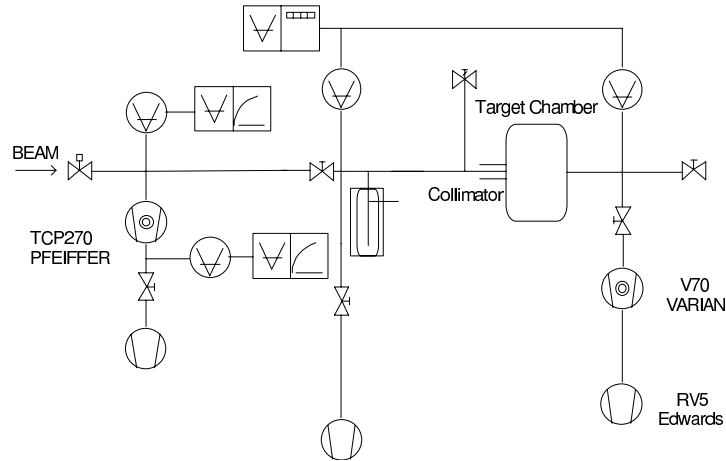 Target Chamber
BEAM
Collimator
TCP270
PFEIFFER
V70
VARIAN
RV5
Edwards